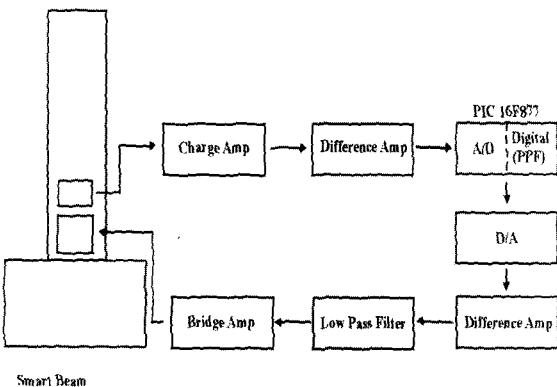 PIC 16F877
Charge Amp
Difference Amp
A/D
Digital
(PPF)
D/A
Bridge Amp
Low Pass Filter
Difference Amp
Smart Beam